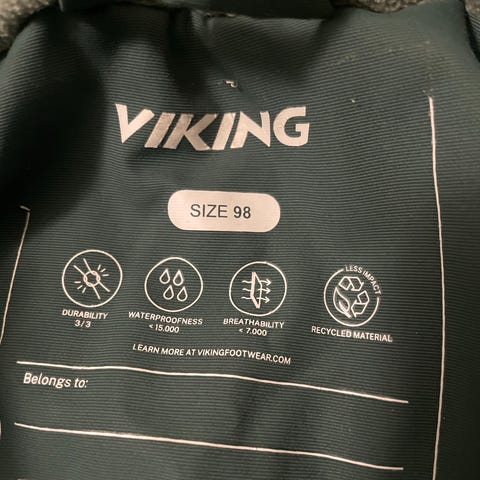 VIKING
SIZE 98
DURABILITY
3/3
WATERPROOFNESS
< 15.000
BREATHABILITY
< 7.000
LESS IMPACT
RECYCLED MATERIAL
LEARN MORE AT VIKINGFOOTWEAR.COM
Belongs to: